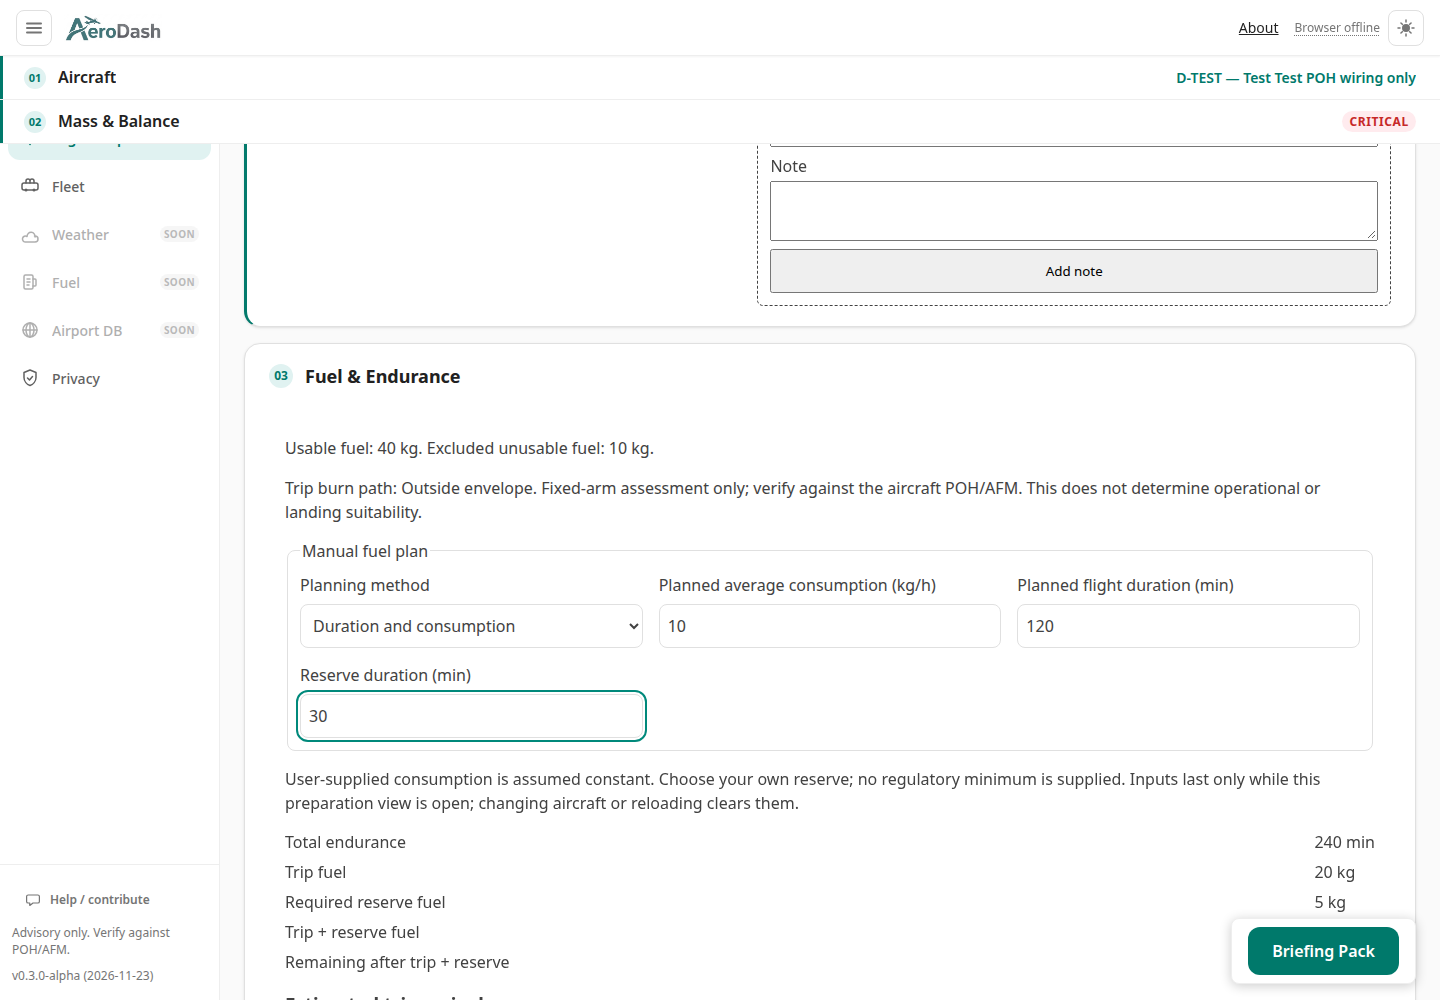 AeroDash
About
Browser offline
01 Aircraft
D-TEST — Test Test POH wiring only
02 Mass & Balance
CRITICAL
Fleet
Weather SOON
Fuel SOON
Airport DB SOON
Privacy
Note
Add note
03 Fuel & Endurance
Usable fuel: 40 kg. Excluded unusable fuel: 10 kg.
Trip burn path: Outside envelope. Fixed-arm assessment only; verify against the aircraft POH/AFM. This does not determine operational or
landing suitability.
Manual fuel plan
Planning method
Planned average consumption (kg/h)
Planned flight duration (min)
Duration and consumption
10
120
Reserve duration (min)
30
User-supplied consumption is assumed constant. Choose your own reserve; no regulatory minimum is supplied. Inputs last only while this
preparation view is open; changing aircraft or reloading clears them.
Total endurance 240 min
Trip fuel 20 kg
Required reserve fuel 5 kg
Trip + reserve fuel
Remaining after trip + reserve
Briefing Pack
Help / contribute
Advisory only. Verify against
POH/AFM.
v0.3.0-alpha (2026-11-23)